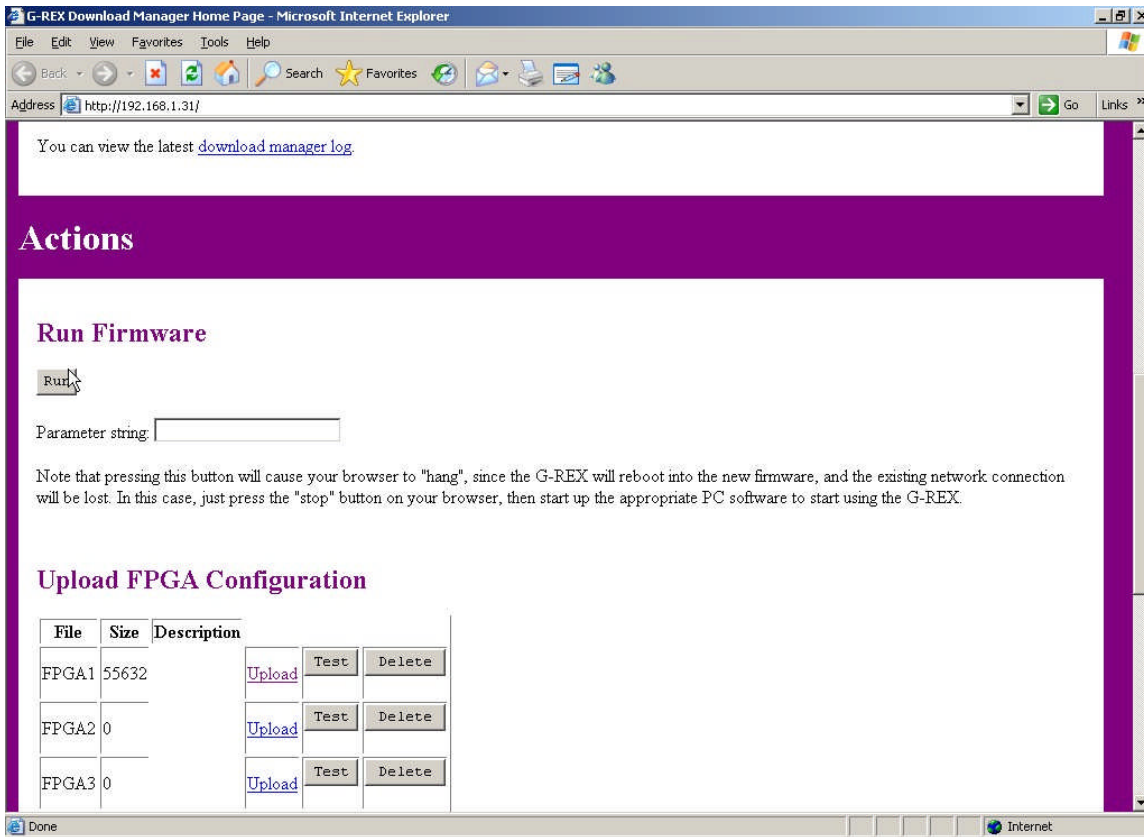 G-REX Download Manager Home Page - Microsoft Internet Explorer
File Edit View Favorites Tools Help
Back Search Favorites
Address http://192.168.1.31/ Go Links »
You can view the latest download manager log.
Actions
Run Firmware
Run
Parameter string:
Note that pressing this button will cause your browser to "hang", since the G-REX will reboot into the new firmware, and the existing network connection
will be lost. In this case, just press the "stop" button on your browser, then start up the appropriate PC software to start using the G-REX.
Upload FPGA Configuration
File Size Description
FPGA1 55632 Upload Test Delete
FPGA2 0 Upload Test Delete
FPGA3 0 Upload Test Delete
Done Internet